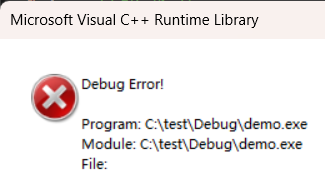 Microsoft Visual C++ Runtime Library
Debug Error!
Program: C:\test\Debug\demo.exe
Module: C:\test\Debug\demo.exe
File: